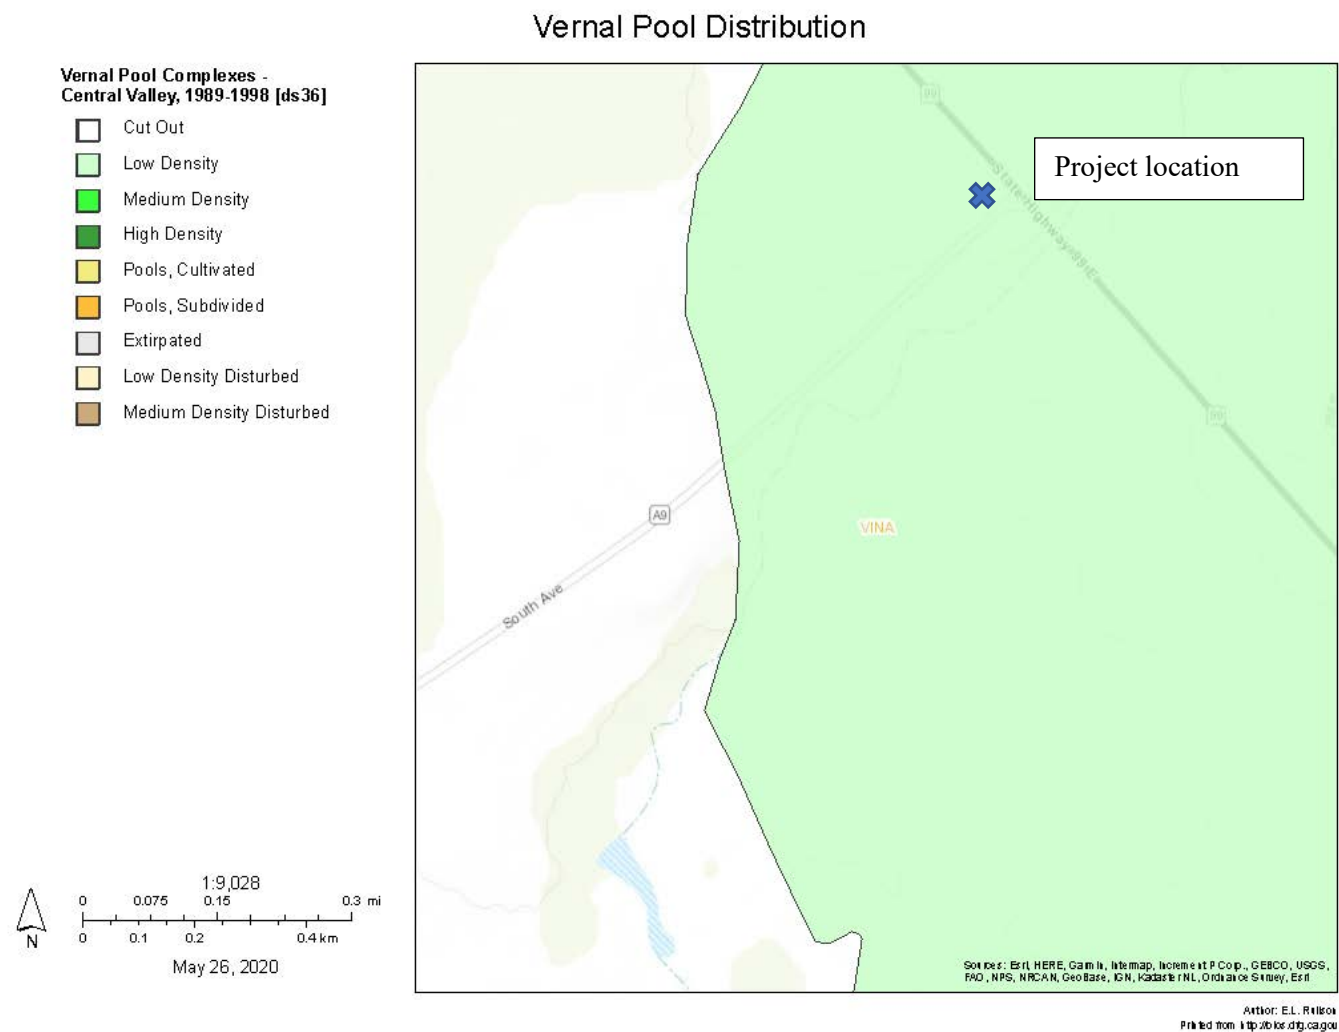 Vernal Pool Distribution
Vernal Pool Complexes -
Central Valley, 1989-1998 [ds36]
Cut Out
Low Density
Medium Density
High Density
Pools, Cultivated
Pools, Subdivided
Extirpated
Low Density Disturbed
Medium Density Disturbed
99
Project location
State Highway 99 E
99
A9
VINA
South Ave
1:9,028
0 0.075 0.15 0.3 mi
0 0.1 0.2 0.4 km
N
May 26, 2020
Sources: Esri, HERE, Garmin, Intermap, Increment P Corp., GEBCO, USGS,
FAO, NPS, NRCAN, GeoBase, IGN, Kadaster NL, Ordnance Survey, Esri
Author: E.L.
Printed from http://bios.dfg.ca.gov